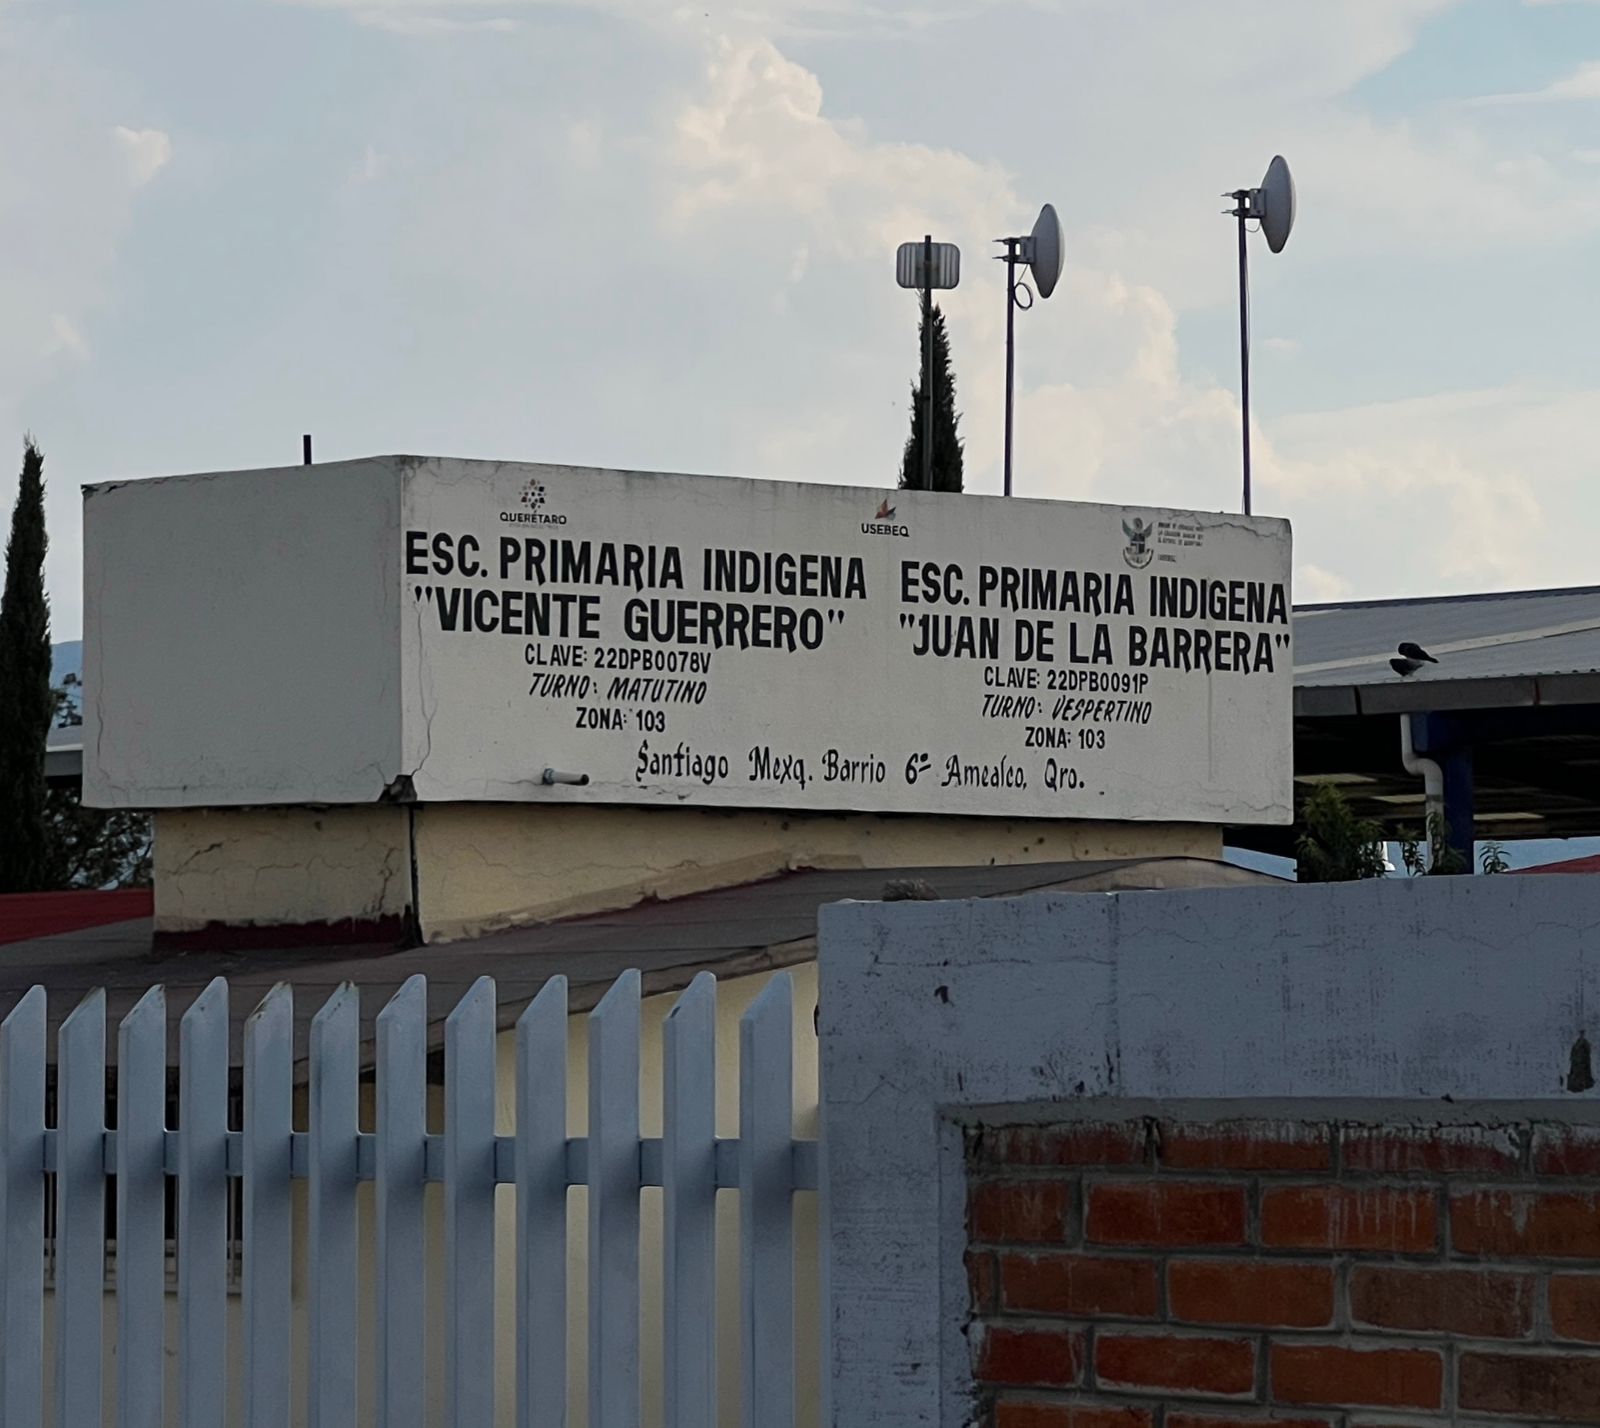 QUERÉTARO
USEBEQ
ESC. PRIMARIA INDIGENA
"VICENTE GUERRERO"
CLAVE: 22DPB0078V
TURNO: MATUTINO
ZONA: 103
ESC. PRIMARIA INDIGENA
"JUAN DE LA BARRERA"
CLAVE: 22DPB0091P
TURNO: VESPERTINO
ZONA: 103
Santiago Mexq. Barrio 6º Amealco, Qro.